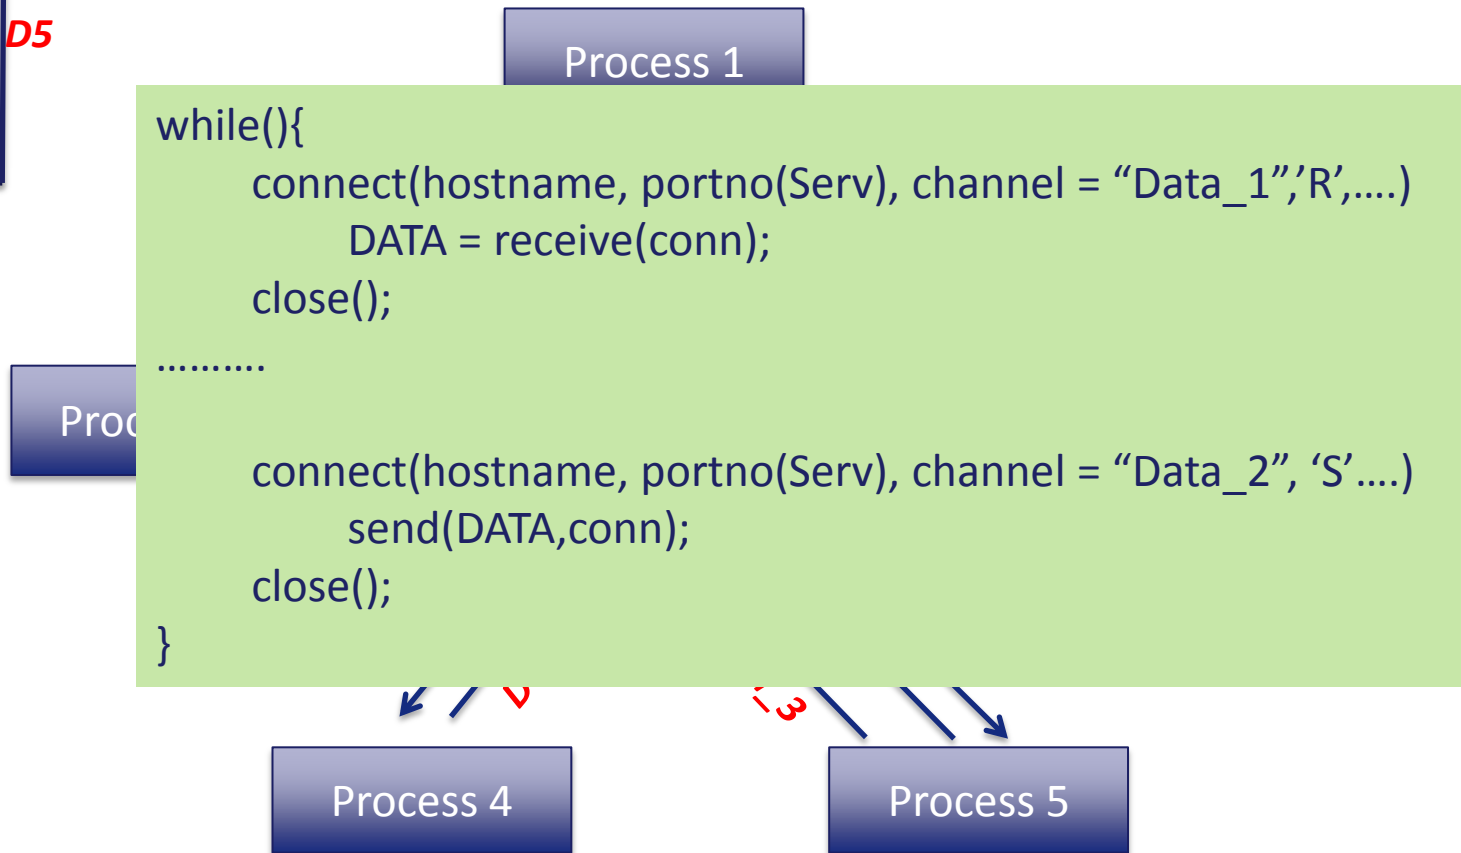 D5
Process 1
while(){
connect(hostname, portno(Serv), channel = “Data_1”,’R’,….)
DATA = receive(conn);
close();
……….
connect(hostname, portno(Serv), channel = “Data_2”, ‘S’….)
send(DATA,conn);
close();
}
Process 4
Process 5